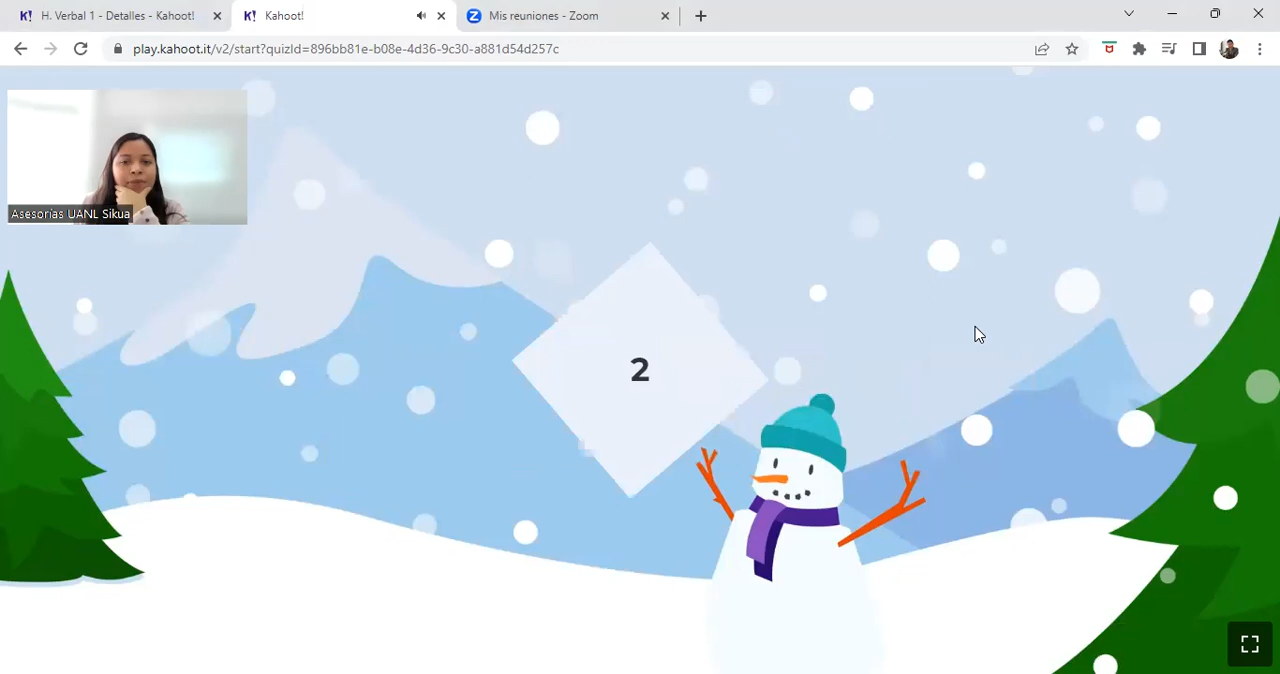 H. Verbal 1 - Detalles - Kahoot!
Kahoot!
Mis reuniones - Zoom
play.kahoot.it/v2/start?quizId=896bb81e-b08e-4d36-9c30-a881d54d257c
Asesorías UANL Sikua
2